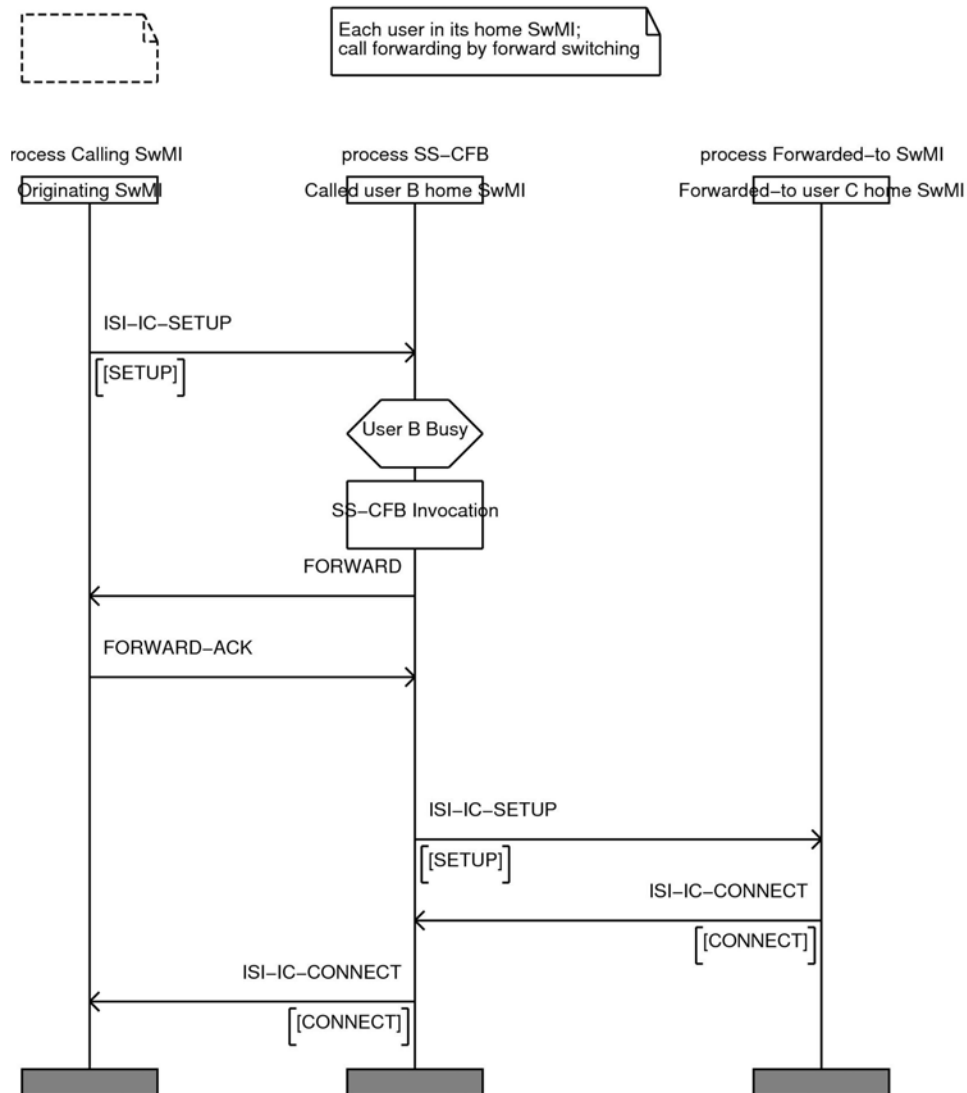 Each user in its home SwMI;
call forwarding by forward switching
rocess Calling SwMI
process SS–CFB
process Forwarded–to SwMI
Originating SwMI
Called user B home SwMI
Forwarded–to user C home SwMI
ISI–IC–SETUP
[SETUP]
User B Busy
SS–CFB Invocation
FORWARD
FORWARD–ACK
ISI–IC–SETUP
[SETUP]
ISI–IC–CONNECT
[CONNECT]
ISI–IC–CONNECT
[CONNECT]